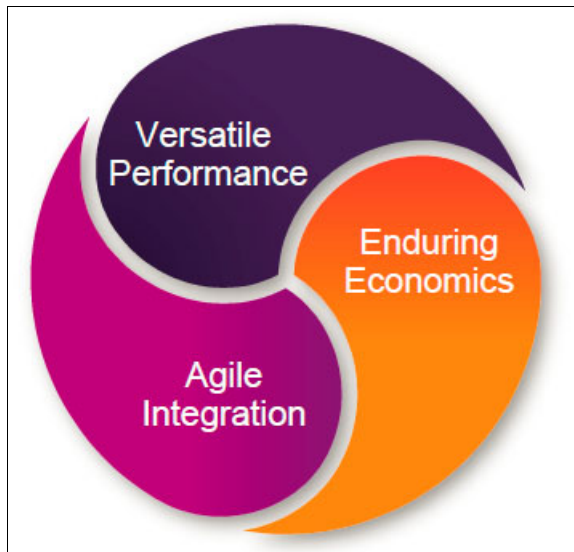 Versatile
Performance
Enduring
Economics
Agile
Integration